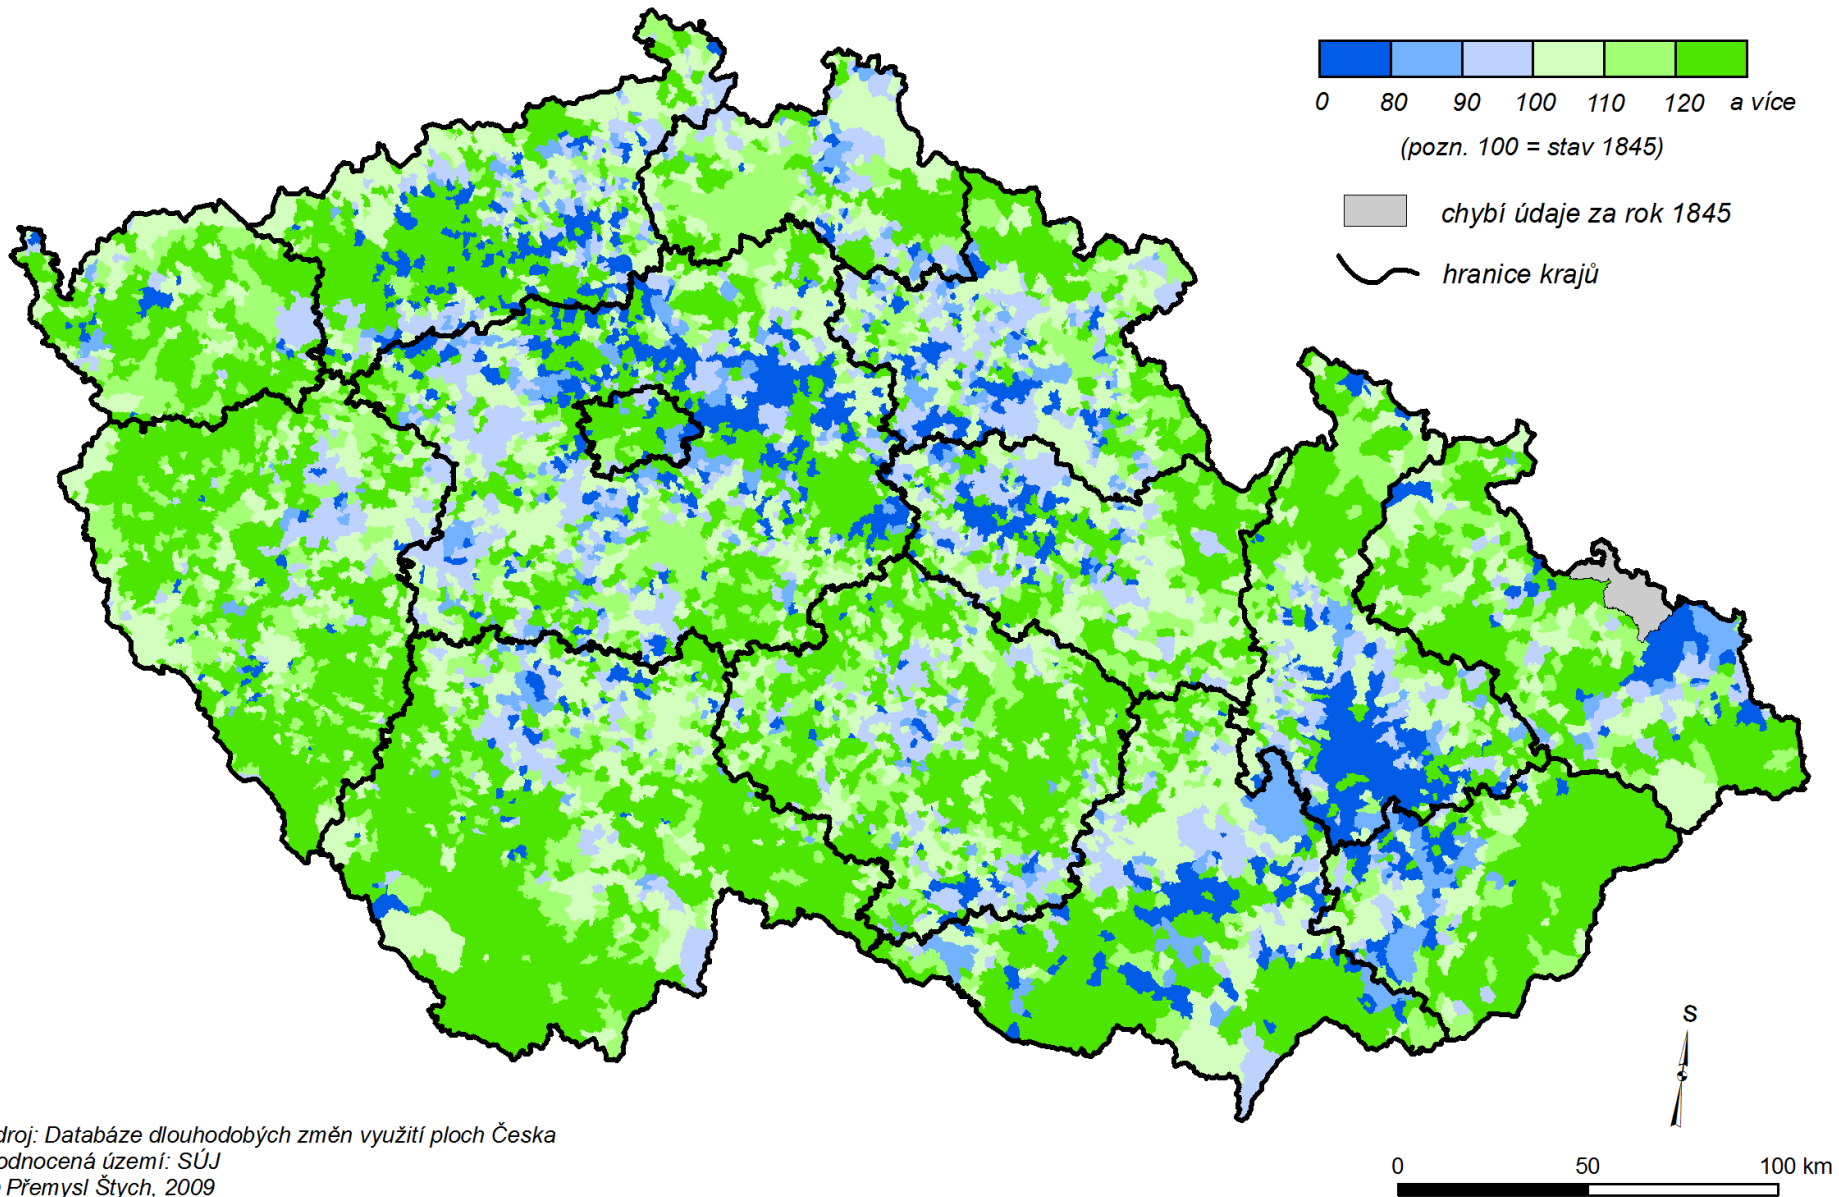 0 80 90 100 110 120 a více
(pozn. 100 = stav 1845)
chybí údaje za rok 1845
hranice krajů
S
droj: Databáze dlouhodobých změn využití ploch Česka
odnocená území: SÚJ
Přemysl Štych, 2009
0 50 100 km